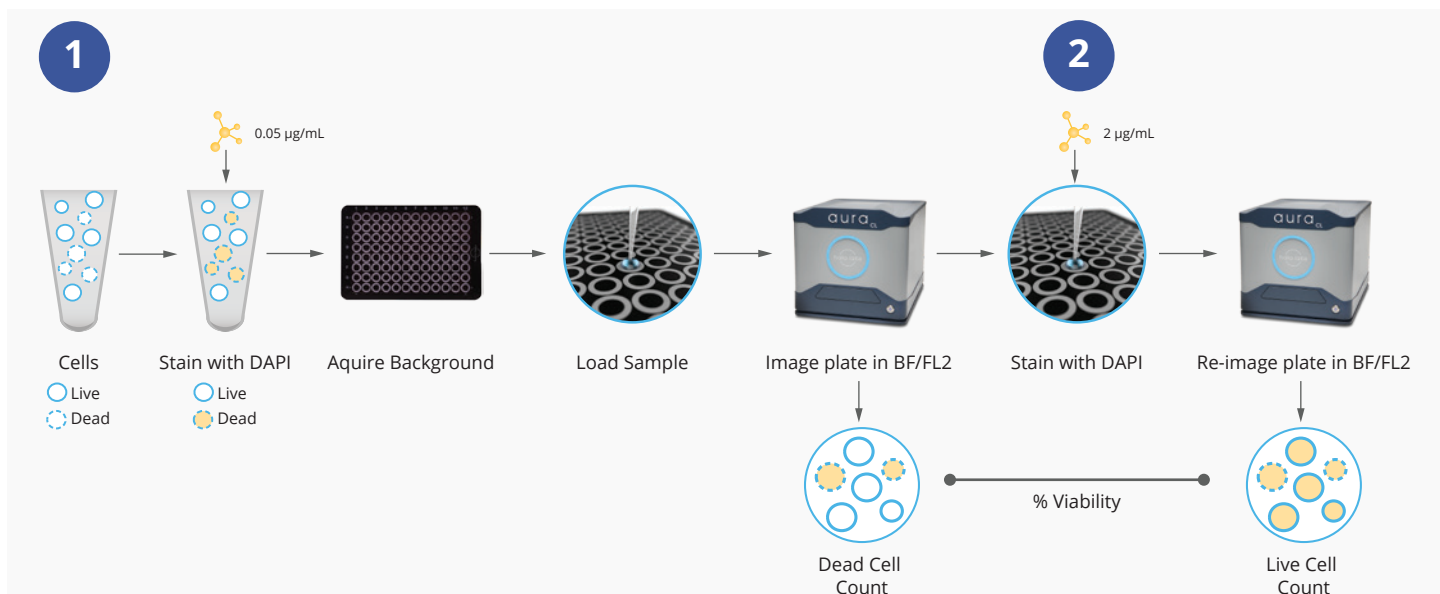 1
2
0.05 µg/mL
2 µg/mL
aura CL
aura CL
Cells
Stain with DAPI
Aquire Background
Load Sample
Image plate in BF/FL2
Stain with DAPI
Re-image plate in BF/FL2
Live
Dead
Live
Dead
% Viability
Dead Cell
Count
Live Cell
Count